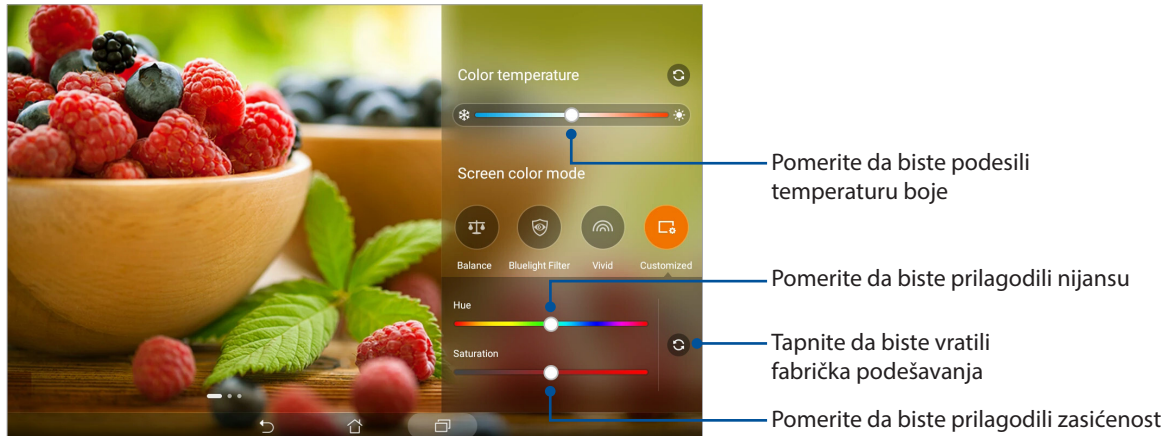 Color temperature
Pomerite da biste podesili
temperaturu boje
Screen color mode
Balance Bluelight Filter Vivid Customized
Pomerite da biste prilagodili nijansu
Hue
Tapnite da biste vratili
fabrička podešavanja
Saturation
Pomerite da biste prilagodili zasićenost